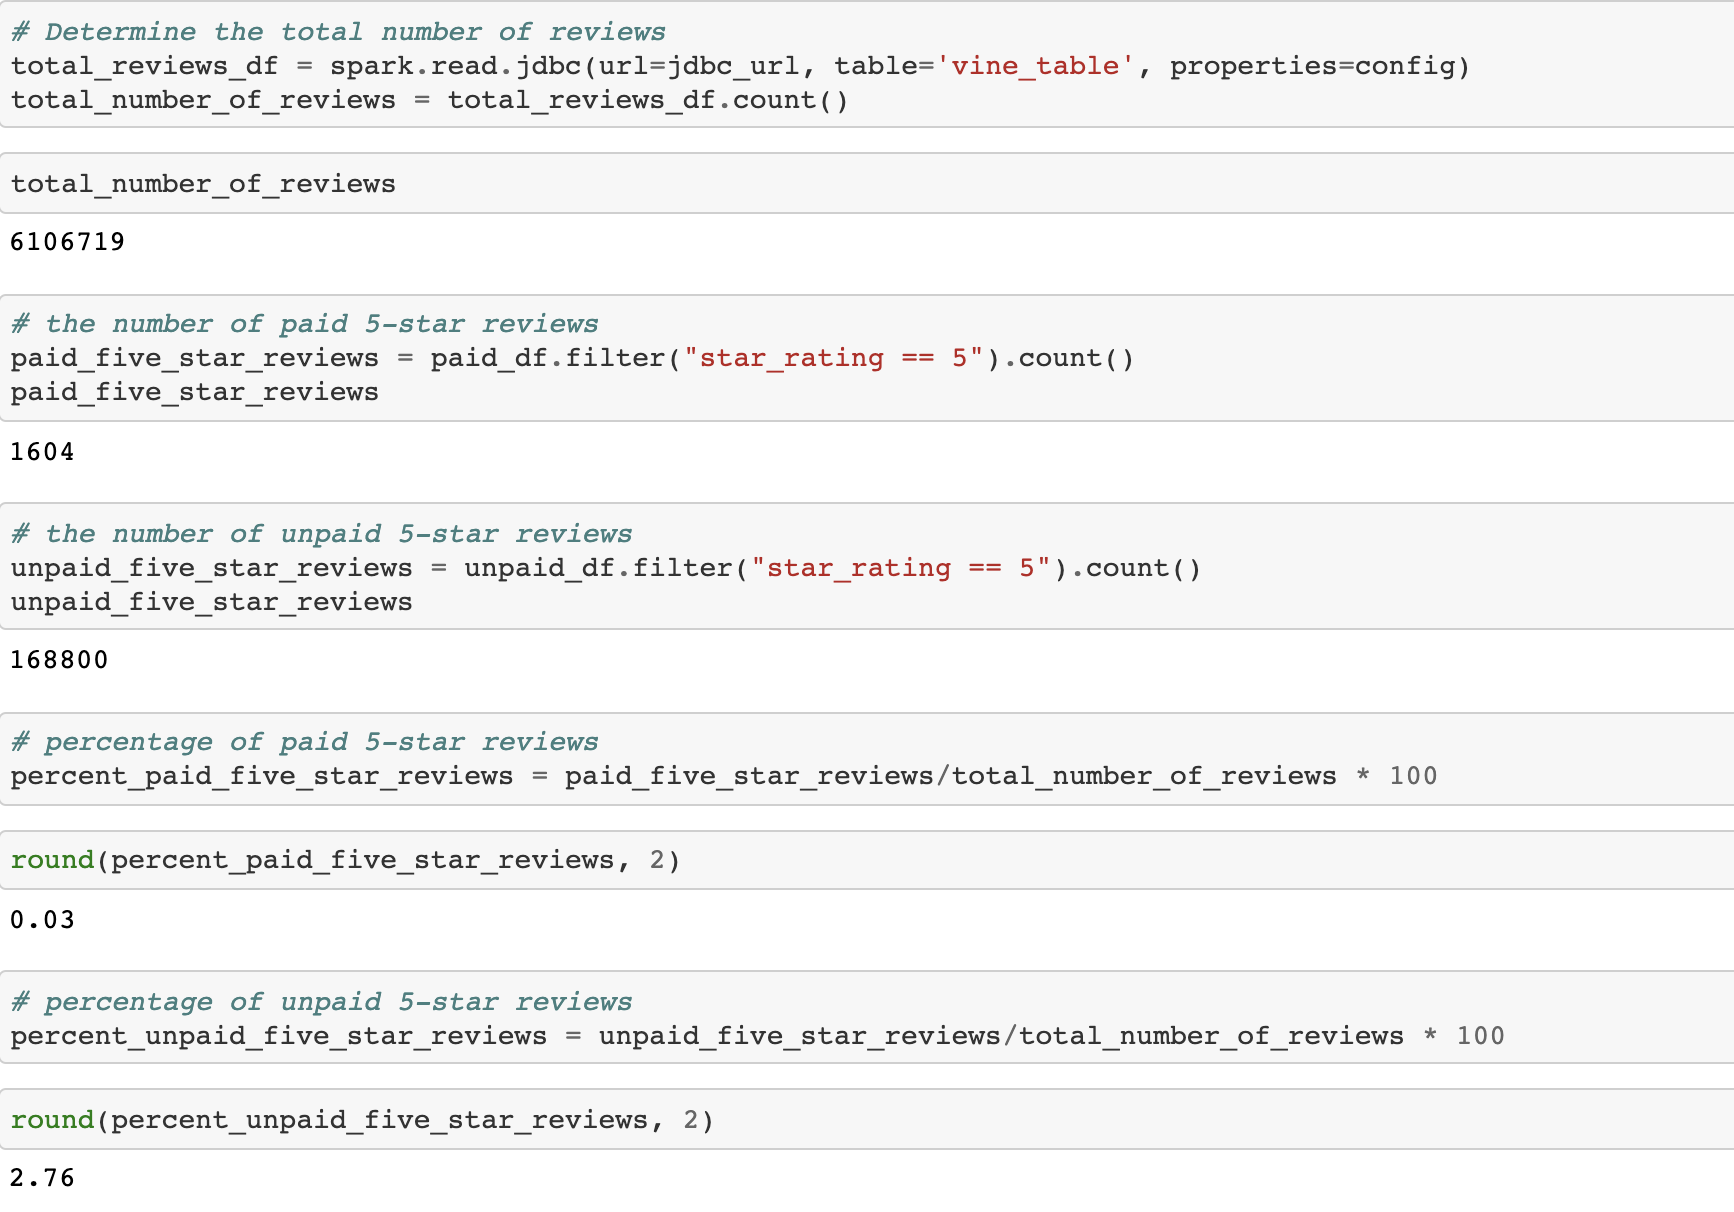 # Determine the total number of reviews
total_reviews_df = spark.read.jdbc(url=jdbc_url, table='vine_table', properties=config)
total_number_of_reviews = total_reviews_df.count()
total_number_of_reviews
6106719
# the number of paid 5-star reviews
paid_five_star_reviews = paid_df.filter("star_rating == 5").count()
paid_five_star_reviews
1604
# the number of unpaid 5-star reviews
unpaid_five_star_reviews = unpaid_df.filter("star_rating == 5").count()
unpaid_five_star_reviews
168800
# percentage of paid 5-star reviews
percent_paid_five_star_reviews = paid_five_star_reviews/total_number_of_reviews * 100
round(percent_paid_five_star_reviews, 2)
0.03
# percentage of unpaid 5-star reviews
percent_unpaid_five_star_reviews = unpaid_five_star_reviews/total_number_of_reviews * 100
round(percent_unpaid_five_star_reviews, 2)
2.76